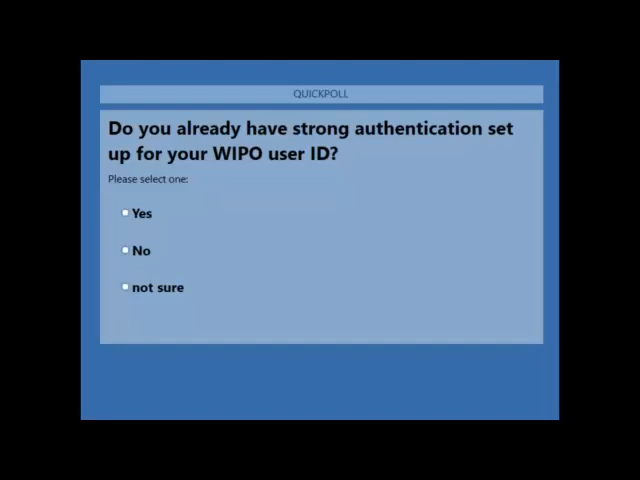 QUICKPOLL
Do you already have strong authentication set
up for your WIPO user ID?
Please select one:
Yes
No
not sure